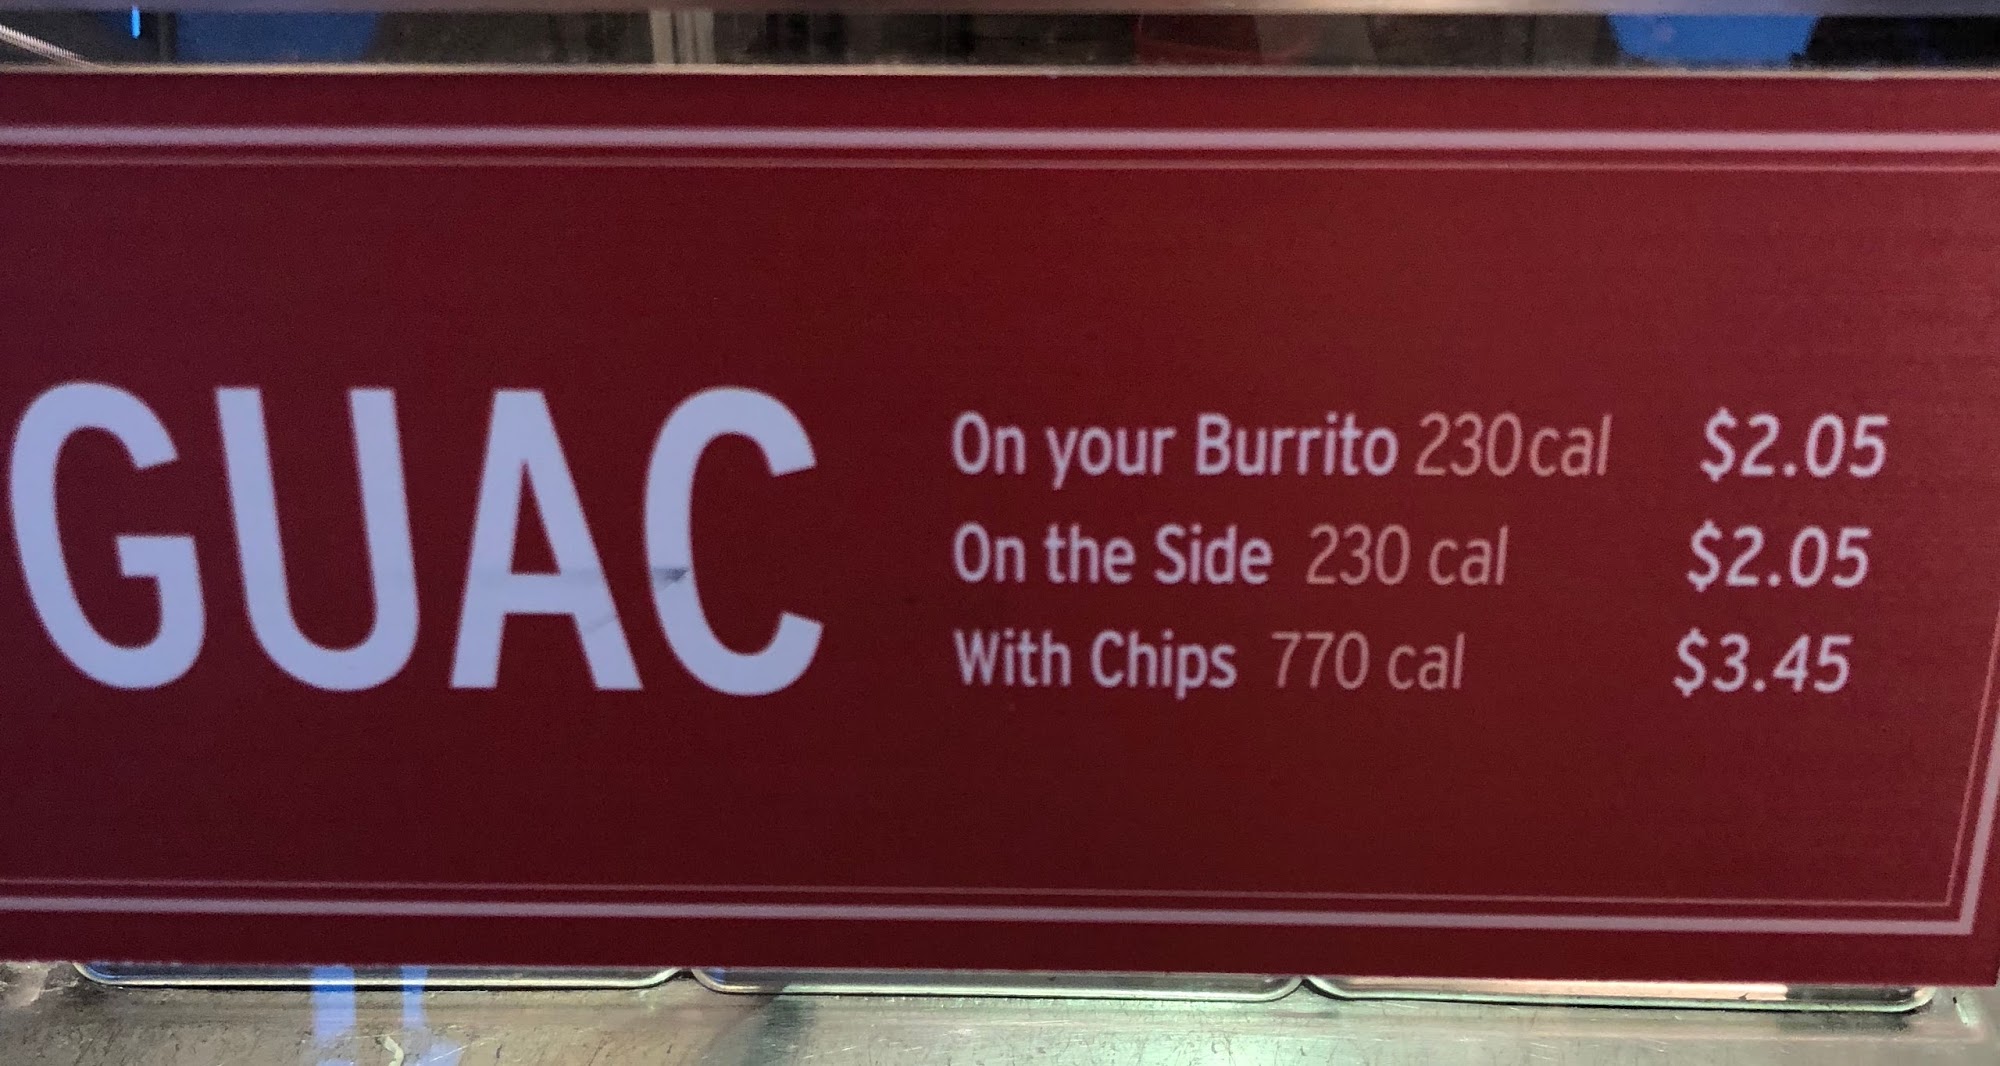 GUAC
On your Burrito 230cal $2.05
On the Side 230 cal $2.05
With Chips 770 cal $3.45